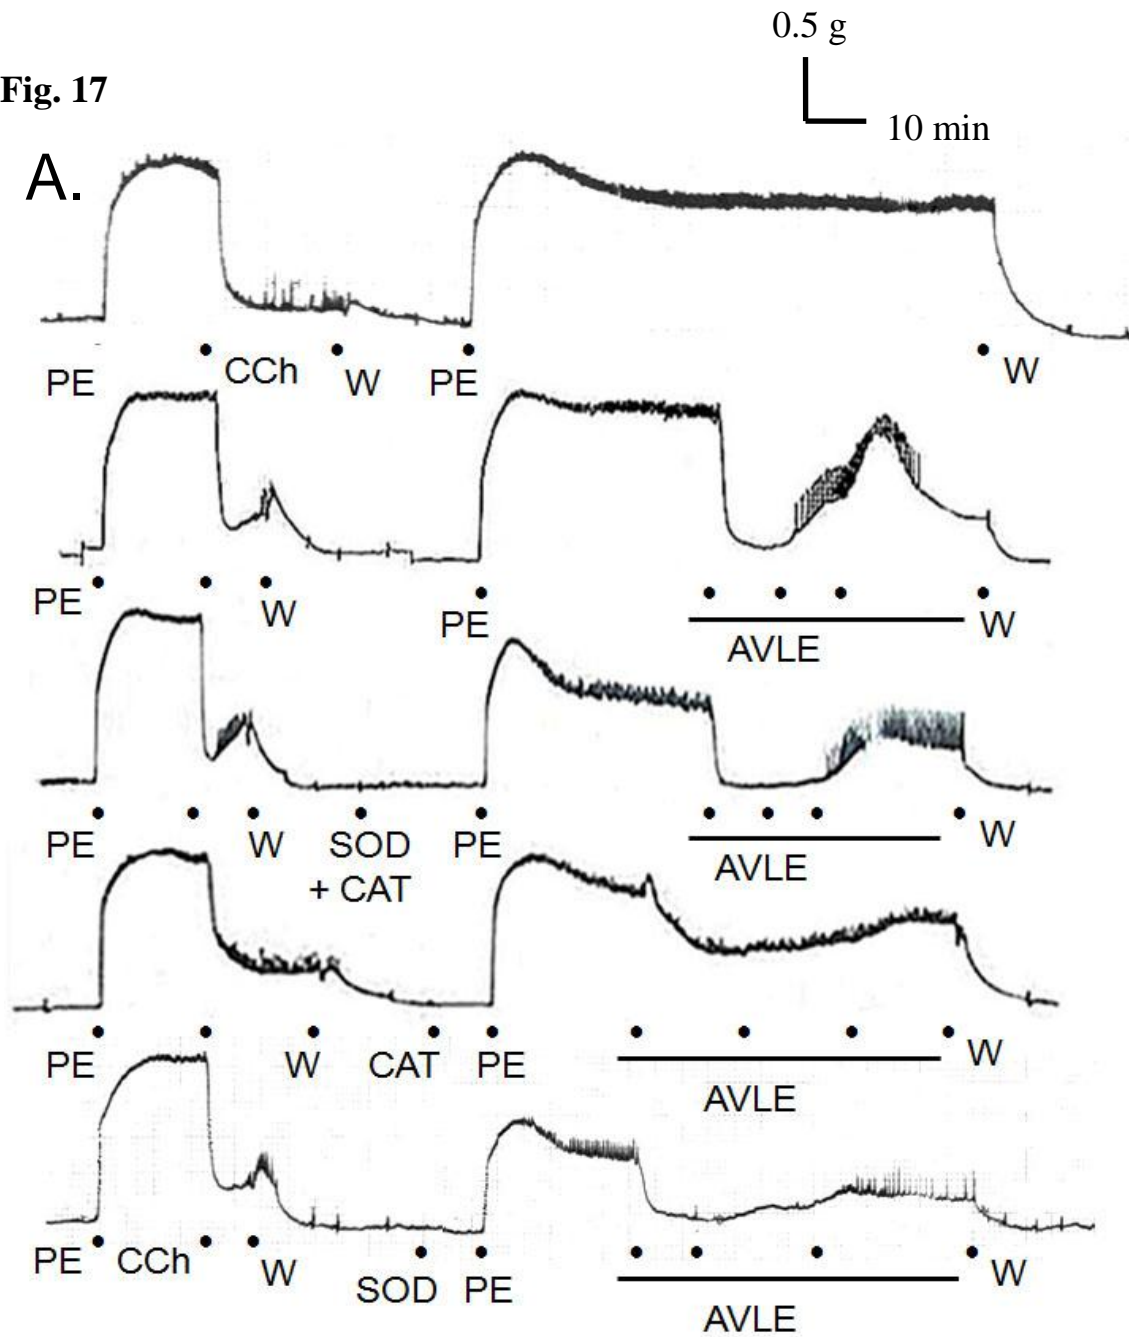 0.5 g
Fig. 17
10 min
A.
PE CCh W PE W
PE W PE AVLE W
PE W SOD PE AVLE W
+ CAT
PE W CAT PE W
AVLE
PE CCh W SOD PE W
AVLE